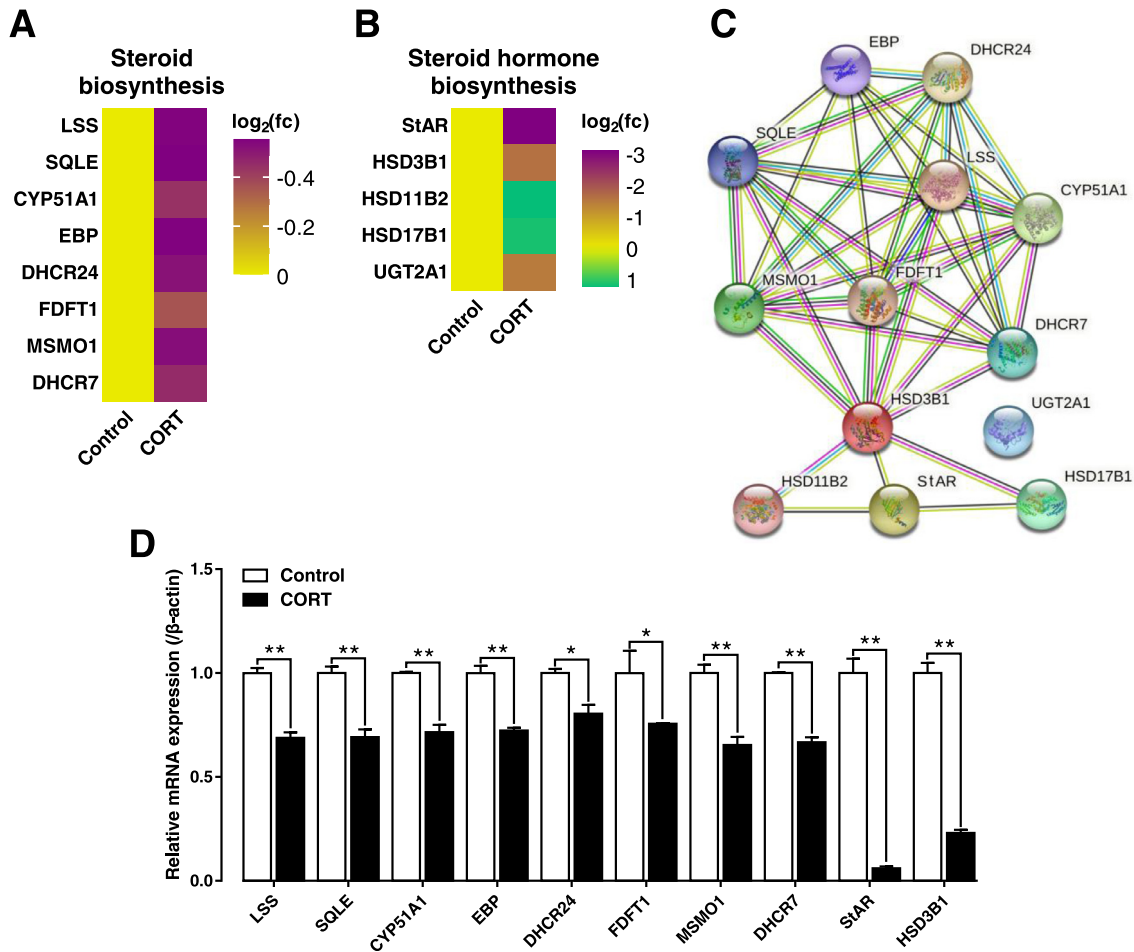 A
Steroid
biosynthesis
LSS
SQLE
CYP51A1
EBP
DHCR24
FDFT1
MSMO1
DHCR7
Control
CORT
log2(fc)
-0.4
-0.2
0
B
Steroid hormone
biosynthesis
StAR
HSD3B1
HSD11B2
HSD17B1
UGT2A1
Control
CORT
log2(fc)
-3
-2
-1
0
1
C
EBP
DHCR24
SQLE
LSS
CYP51A1
MSMO1
FDFT1
DHCR7
HSD3B1
UGT2A1
HSD11B2
StAR
HSD17B1
D
Relative mRNA expression (/β-actin)
1.5
1.0
0.5
0.0
Control
CORT
**
**
**
**
*
*
**
**
**
**
LSS
SQLE
CYP51A1
EBP
DHCR24
FDFT1
MSMO1
DHCR7
StAR
HSD3B1